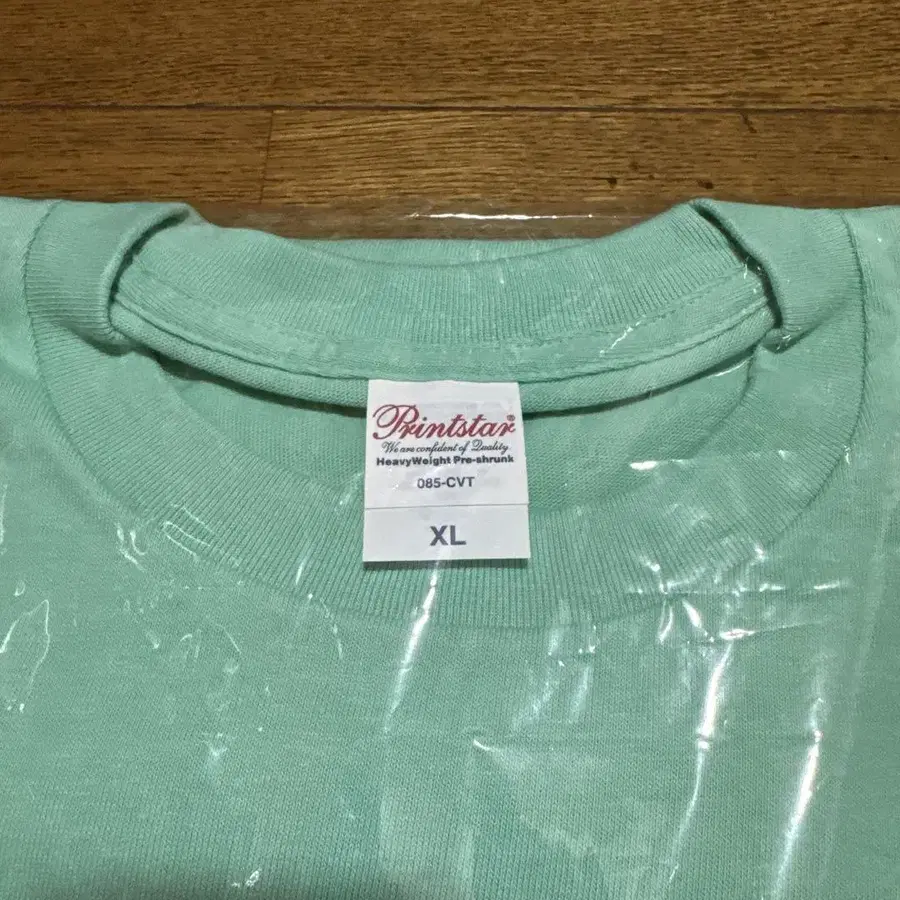 Printstar®
We are confident of Quality
HeavyWeight Pre-shrunk
085-CVT
XL